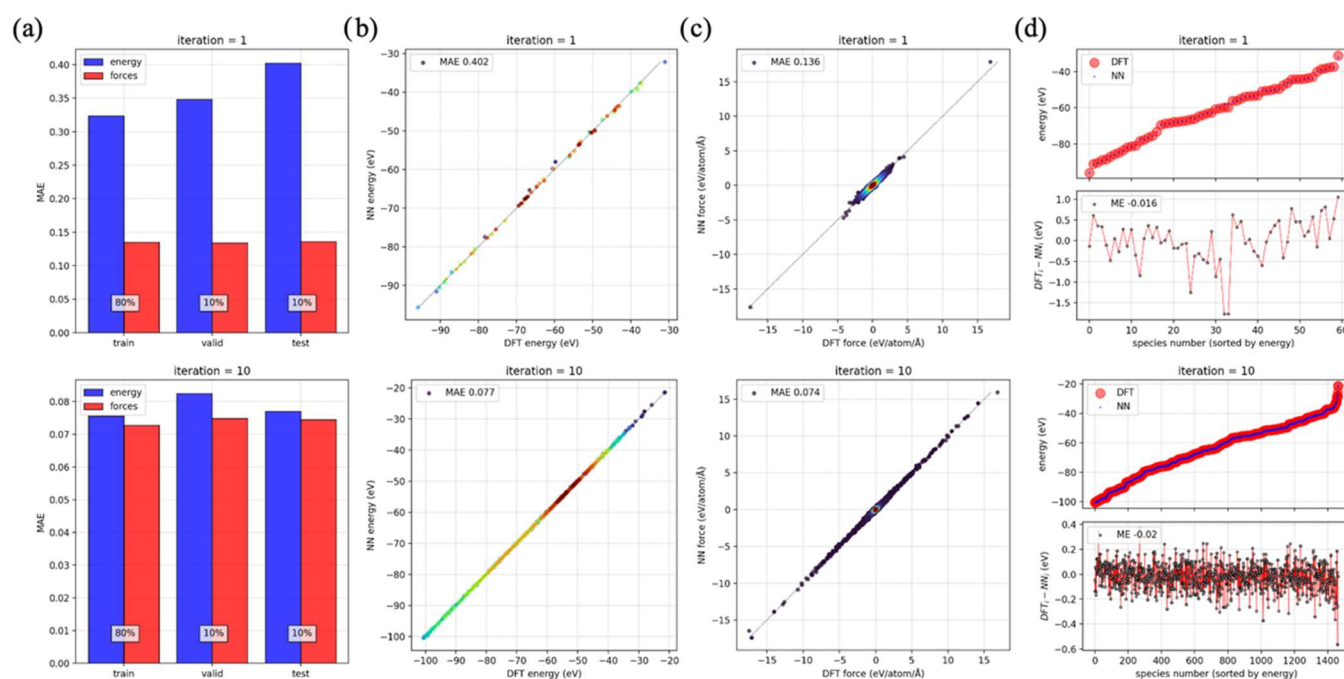 (a)
iteration = 1
energy
forces
MAE
0.40
0.35
0.30
0.25
0.20
0.15
0.10
0.05
0.00
80%
10%
10%
train
valid
test
(b)
iteration = 1
MAE 0.402
NN energy (eV)
−30
−40
−50
−60
−70
−80
−90
−90
−80
−70
−60
−50
−40
−30
DFT energy (eV)
(c)
iteration = 1
MAE 0.136
NN force (eV/atom/Å)
15
10
5
0
−5
−10
−15
−15
−10
−5
0
5
10
15
DFT force (eV/atom/Å)
(d)
iteration = 1
DFT
NN
energy (eV)
−40
−60
−80
ME -0.016
DFTi − NNi (eV)
1.0
0.5
0.0
−0.5
−1.0
−1.5
0
10
20
30
40
50
60
species number (sorted by energy)
iteration = 10
energy
forces
MAE
0.08
0.07
0.06
0.05
0.04
0.03
0.02
0.01
0.00
80%
10%
10%
train
valid
test
iteration = 10
MAE 0.077
NN energy (eV)
−20
−30
−40
−50
−60
−70
−80
−90
−100
−100
−90
−80
−70
−60
−50
−40
−30
−20
DFT energy (eV)
iteration = 10
MAE 0.074
NN force (eV/atom/Å)
15
10
5
0
−5
−10
−15
−15
−10
−5
0
5
10
15
DFT force (eV/atom/Å)
iteration = 10
DFT
NN
energy (eV)
−20
−40
−60
−80
−100
ME -0.02
DFTi − NNi (eV)
0.4
0.2
0.0
−0.2
−0.4
−0.6
0
200
400
600
800
1000
1200
1400
species number (sorted by energy)